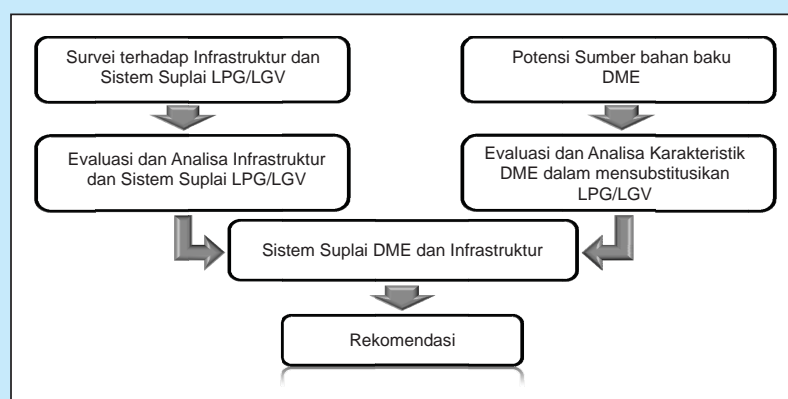 Survei terhadap Infrastruktur dan
Sistem Suplai LPG/LGV
Potensi Sumber bahan baku
DME
Evaluasi dan Analisa Infrastruktur
dan Sistem Suplai LPG/LGV
Evaluasi dan Analisa Karakteristik
DME dalam mensubstitusikan
LPG/LGV
Sistem Suplai DME dan Infrastruktur
Rekomendasi